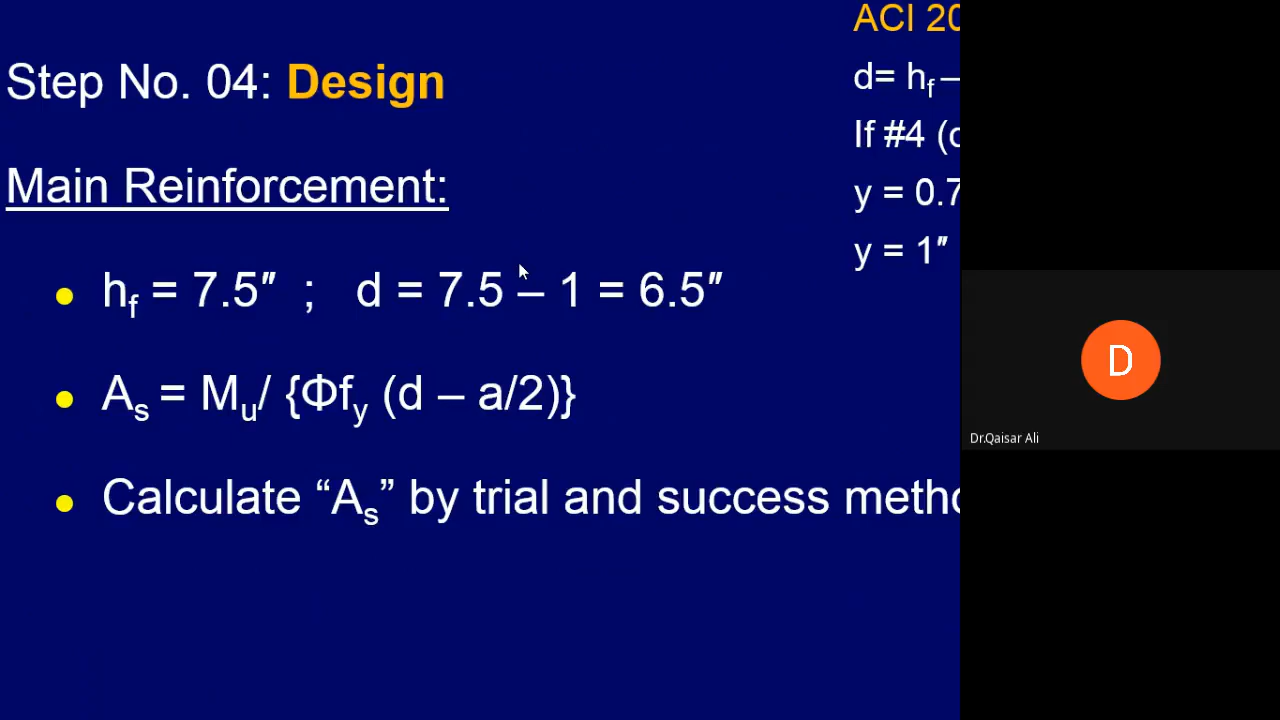 ACI 20
Step No. 04: Design
d= hf –
If #4 (
Main Reinforcement:
y = 0.7
y = 1″
• hf = 7.5″ ; d = 7.5 – 1 = 6.5″
• As = Mu/ {Φfy (d – a/2)}
D
Dr.Qaisar Ali
• Calculate “As” by trial and success